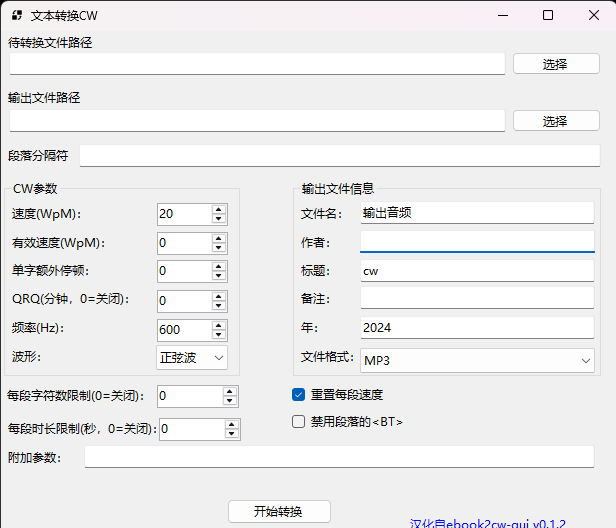 文本转换CW
待转换文件路径
选择
输出文件路径
选择
段落分隔符
CW参数
速度(WpM)： 20
有效速度(WpM)： 0
单字额外停顿： 0
QRQ(分钟，0=关闭)： 0
频率(Hz)： 600
波形： 正弦波
输出文件信息
文件名： 输出音频
作者：
标题： cw
备注：
年： 2024
文件格式： MP3
每段字符数限制(0=关闭)： 0
重置每段速度
每段时长限制(秒，0=关闭)： 0
禁用段落的<BT>
附加参数：
开始转换
汉化自ebook2cw-gui v0.1.2